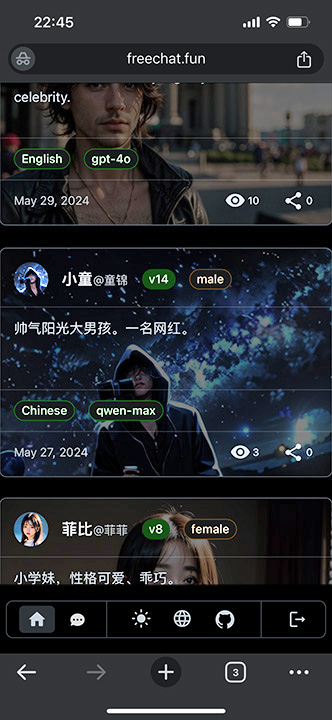 22:45
freechat.fun
celebrity.
English gpt-4o
May 29, 2024 10 0
小童@童锦 v14 male
帅气阳光大男孩。一名网红。
Chinese qwen-max
May 27, 2024 3 0
菲比@菲菲 v8 female
小学妹，性格可爱、乖巧。
3